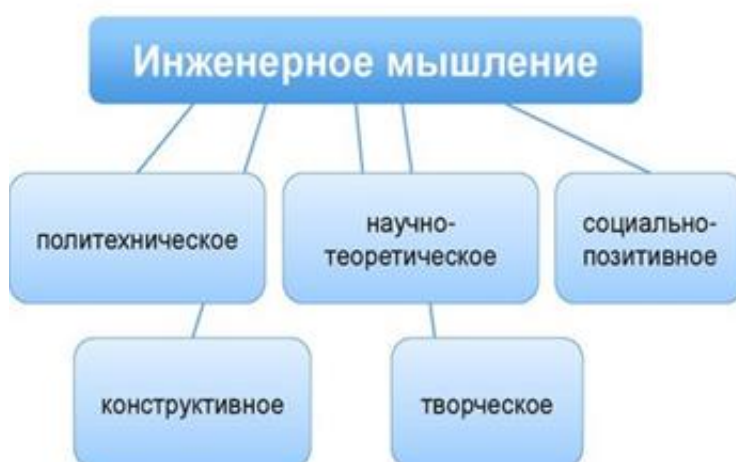 Инженерное мышление
политехническое
научно-
теоретическое
социально-
позитивное
конструктивное
творческое